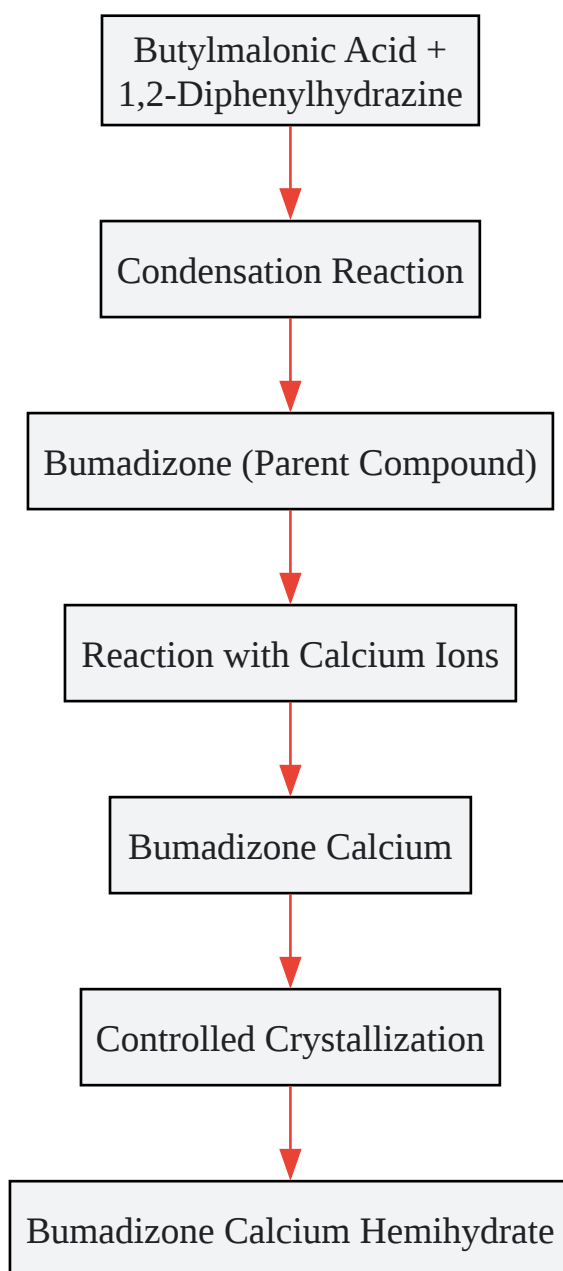 Butylmalonic Acid +
1,2-Diphenylhydrazine
Condensation Reaction
Bumadizone (Parent Compound)
Reaction with Calcium Ions
Bumadizone Calcium
Controlled Crystallization
Bumadizone Calcium Hemihydrate